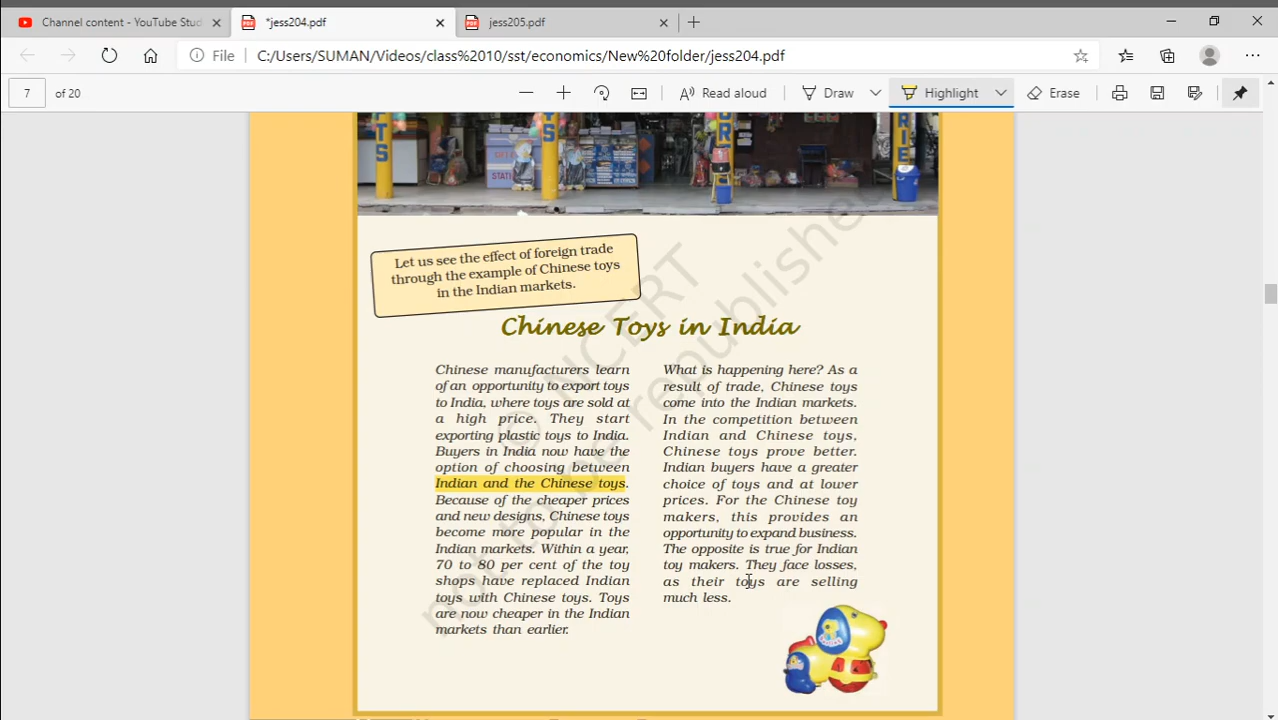 Channel content - YouTube Stud
*jess204.pdf
jess205.pdf
File
C:/Users/SUMAN/Videos/class%2010/sst/economics/New%20folder/jess204.pdf
7 of 20
Read aloud
Draw
Highlight
Erase
Let us see the effect of foreign trade
through the example of Chinese toys
in the Indian markets.
Chinese Toys in India
Chinese manufacturers learn
of an opportunity to export toys
to India, where toys are sold at
a high price. They start
exporting plastic toys to India.
Buyers in India now have the
option of choosing between
Indian and the Chinese toys.
Because of the cheaper prices
and new designs, Chinese toys
become more popular in the
Indian markets. Within a year,
70 to 80 per cent of the toy
shops have replaced Indian
toys with Chinese toys. Toys
are now cheaper in the Indian
markets than earlier.
What is happening here? As a
result of trade, Chinese toys
come into the Indian markets.
In the competition between
Indian and Chinese toys,
Chinese toys prove better.
Indian buyers have a greater
choice of toys and at lower
prices. For the Chinese toy
makers, this provides an
opportunity to expand business.
The opposite is true for Indian
toy makers. They face losses,
as their toys are selling
much less.
© NCERT
not to be republished